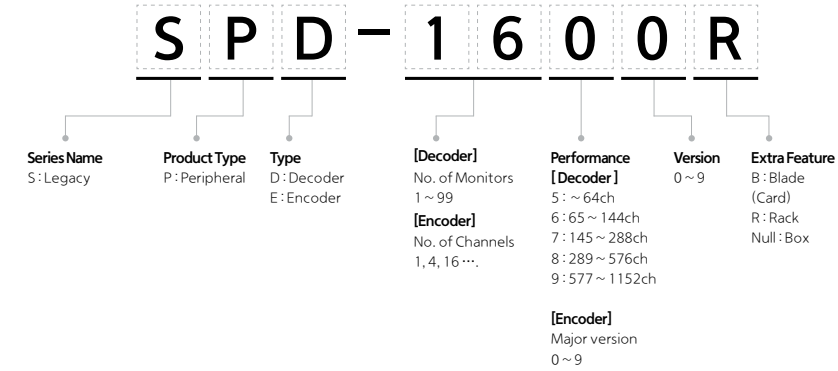 SPD-1600R
Series Name
S : Legacy
Product Type
P : Peripheral
Type
D : Decoder
E : Encoder
[Decoder]
No. of Monitors
1 ~ 99
[Encoder]
No. of Channels
1, 4, 16 ….
Performance
[ Decoder ]
5 : ~ 64ch
6 : 65 ~ 144ch
7 : 145 ~ 288ch
8 : 289 ~ 576ch
9 : 577 ~ 1152ch
[Encoder]
Major version
0 ~ 9
Version
0 ~ 9
Extra Feature
B : Blade
(Card)
R : Rack
Null : Box